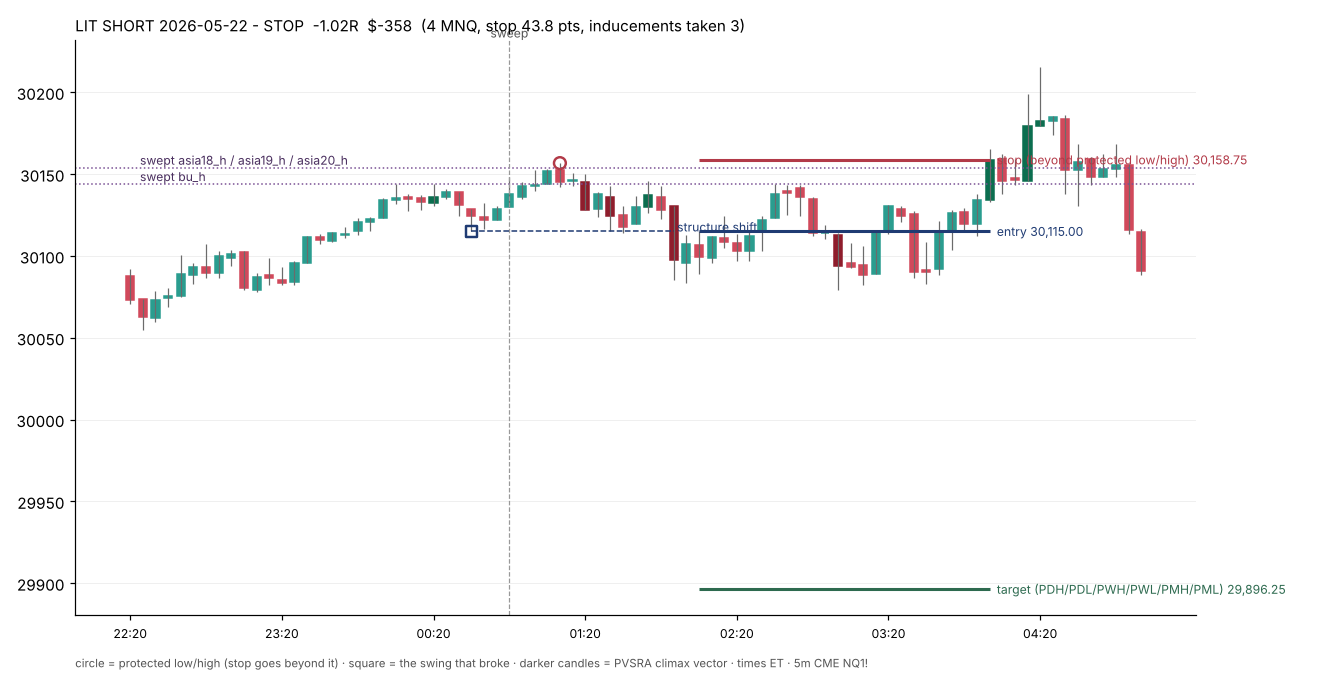 LIT SHORT 2026-05-22 - STOP  -1.02R  $-358  (4 MNQ, stop 43.8 pts, inducements taken 3)
sweep
30200
swept asia18_h / asia19_h / asia20_h
stop (beyond protected low/high) 30,158.75
30150
swept bu_h
structure shift
entry 30,115.00
30100
30050
30000
29950
29900
target (PDH/PDL/PWH/PWL/PMH/PML) 29,896.25
22:20 23:20 00:20 01:20 02:20 03:20 04:20
circle = protected low/high (stop goes beyond it) · square = the swing that broke · darker candles = PVSRA climax vector · times ET · 5m CME NQ1!